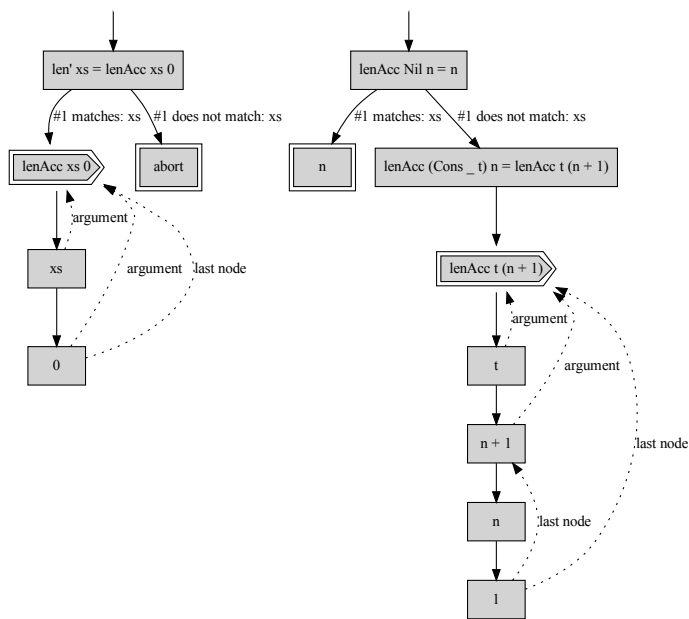 len' xs = lenAcc xs 0
lenAcc Nil n = n
#1 matches: xs
#1 does not match: xs
#1 matches: xs
#1 does not match: xs
lenAcc xs 0
abort
n
lenAcc (Cons _ t) n = lenAcc t (n + 1)
argument
xs
argument
last node
lenAcc t (n + 1)
argument
0
t
argument
n + 1
last node
n
last node
1